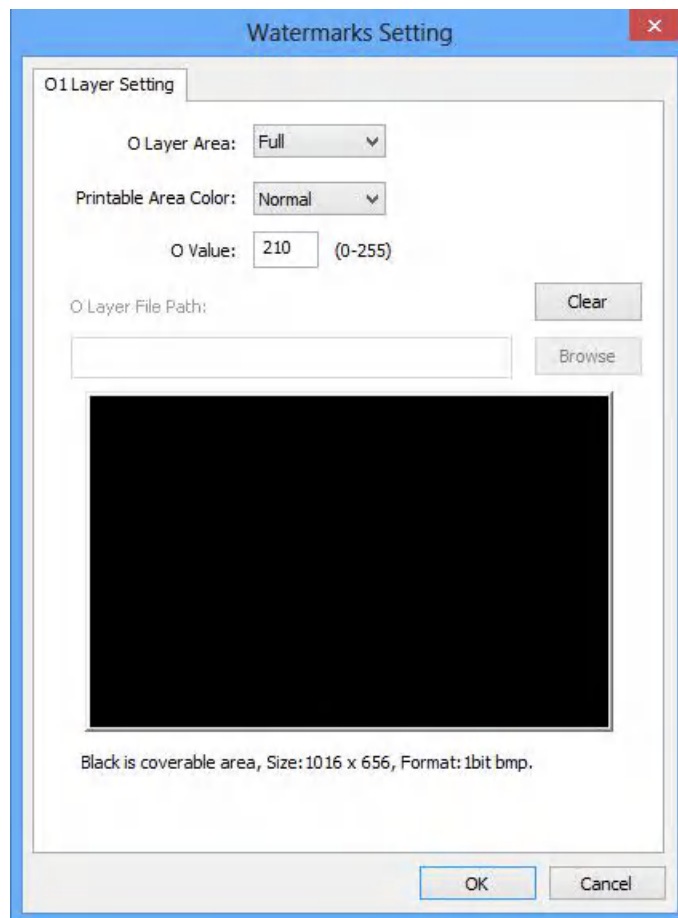 Watermarks Setting
O1 Layer Setting
O Layer Area: Full
Printable Area Color: Normal
O Value: 210 (0-255)
O Layer File Path:
Clear
Browse
Black is coverable area, Size:1016 x 656, Format:1bit bmp.
OK Cancel